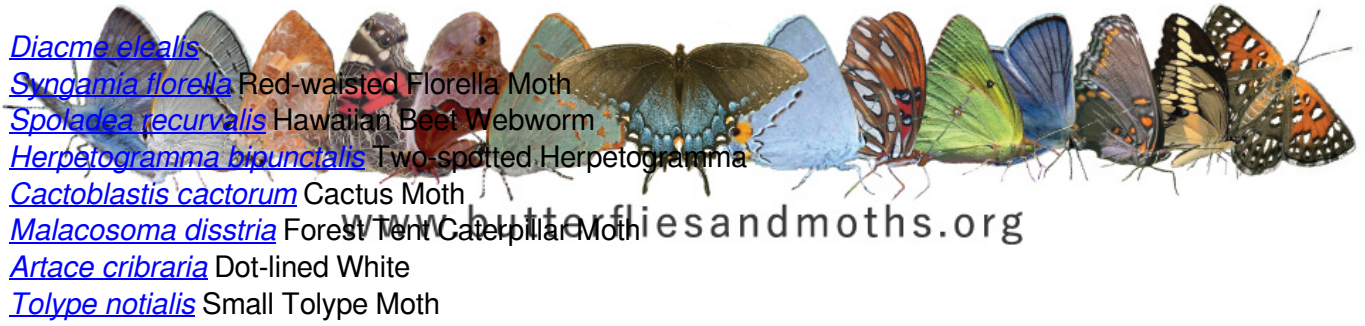 Diacme elealis
Syngamia florella Red-waisted Florella Moth
Spoladea recurvalis Hawaiian Beet Webworm
Herpetogramma bipunctalis Two-spotted Herpetogramma
Cactoblastis cactorum Cactus Moth
Malacosoma disstria Forest Tent Caterpillar Moth
www.butterfliesandmoths.org
Artace cribraria Dot-lined White
Tolype notialis Small Tolype Moth